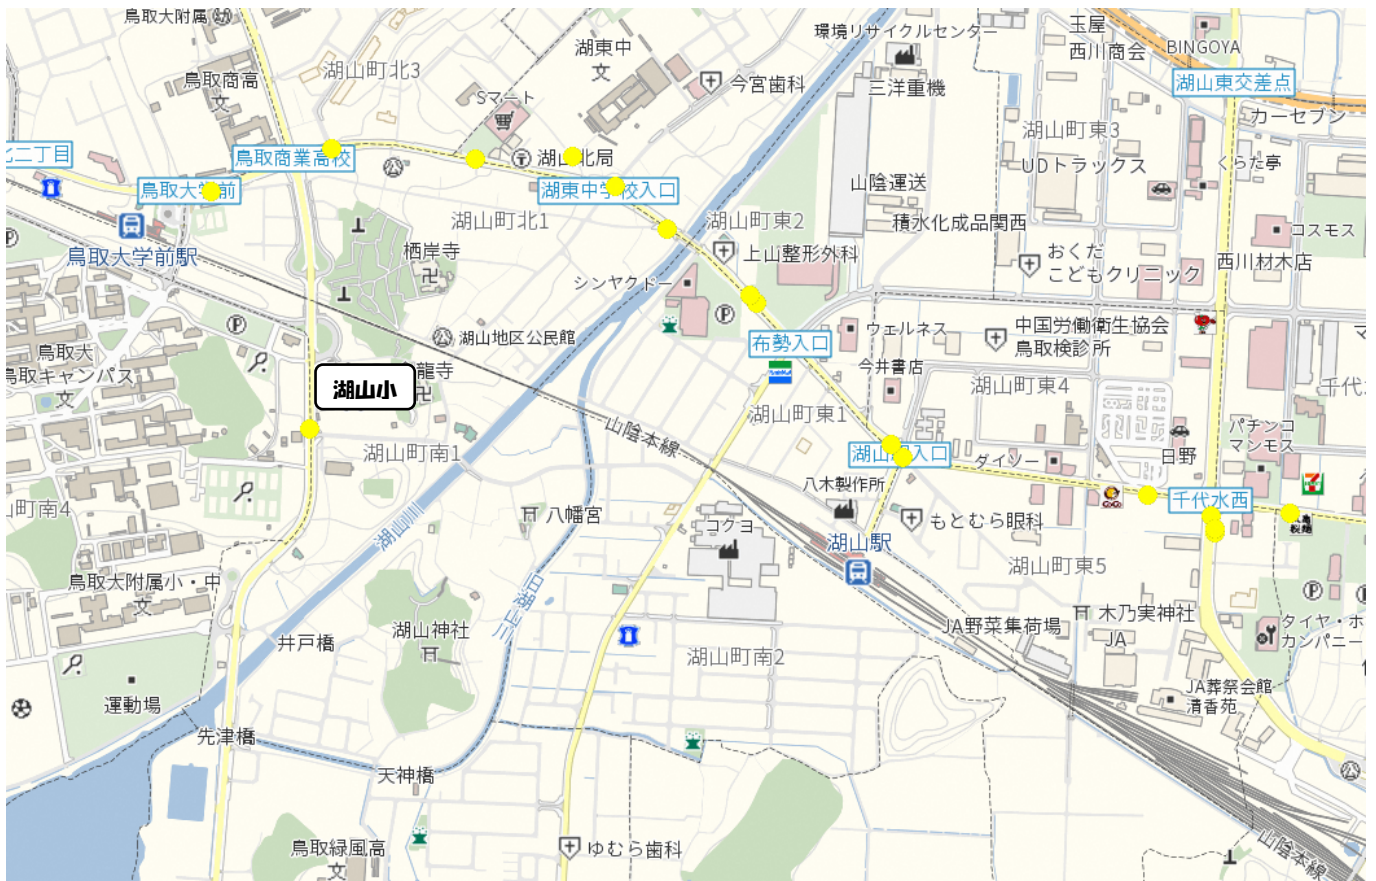 鳥取大附属
環境リサイクルセンター
玉屋
西川商会
BINGOYA
湖東中
文
湖山町北3
鳥取商高
文
Sマート
今宮歯科
三洋重機
湖山東交差点
カーセブン
湖山町東3
北二丁目
鳥取商業高校
湖山北局
UDトラックス
くらた亭
鳥取大学前
湖東中学校入口
山陰運送
湖山町北1
湖山町東2
積水化成品関西
コスモス
鳥取大学前駅
栖岸寺
上山整形外科
おくだ
こどもクリニック
西川材木店
シンヤクドー
湖山地区公民館
布勢入口
ウェルネス
中国労働衛生協会
鳥取検診所
鳥取大
鳥取キャンパス
文
龍寺
湖山小
今井書店
湖山町東4
千代水
湖山町東1
山陰本線
湖山町南1
湖山駅入口
ダイソー
日野
パチンコ
マンモス
八木製作所
千代水西
山町南4
八幡宮
コクヨ
もとむら眼科
湖山川
湖山駅
湖山町東5
鳥取大附属小・中
文
旧湖山川
木乃実神社
JA野菜集荷場
JA
タイヤ・ホ
カンパニー
井戸橋
湖山神社
湖山町南2
運動場
JA葬祭会館
清香苑
先津橋
天神橋
鳥取緑風高
文
ゆむら歯科
山陰本線